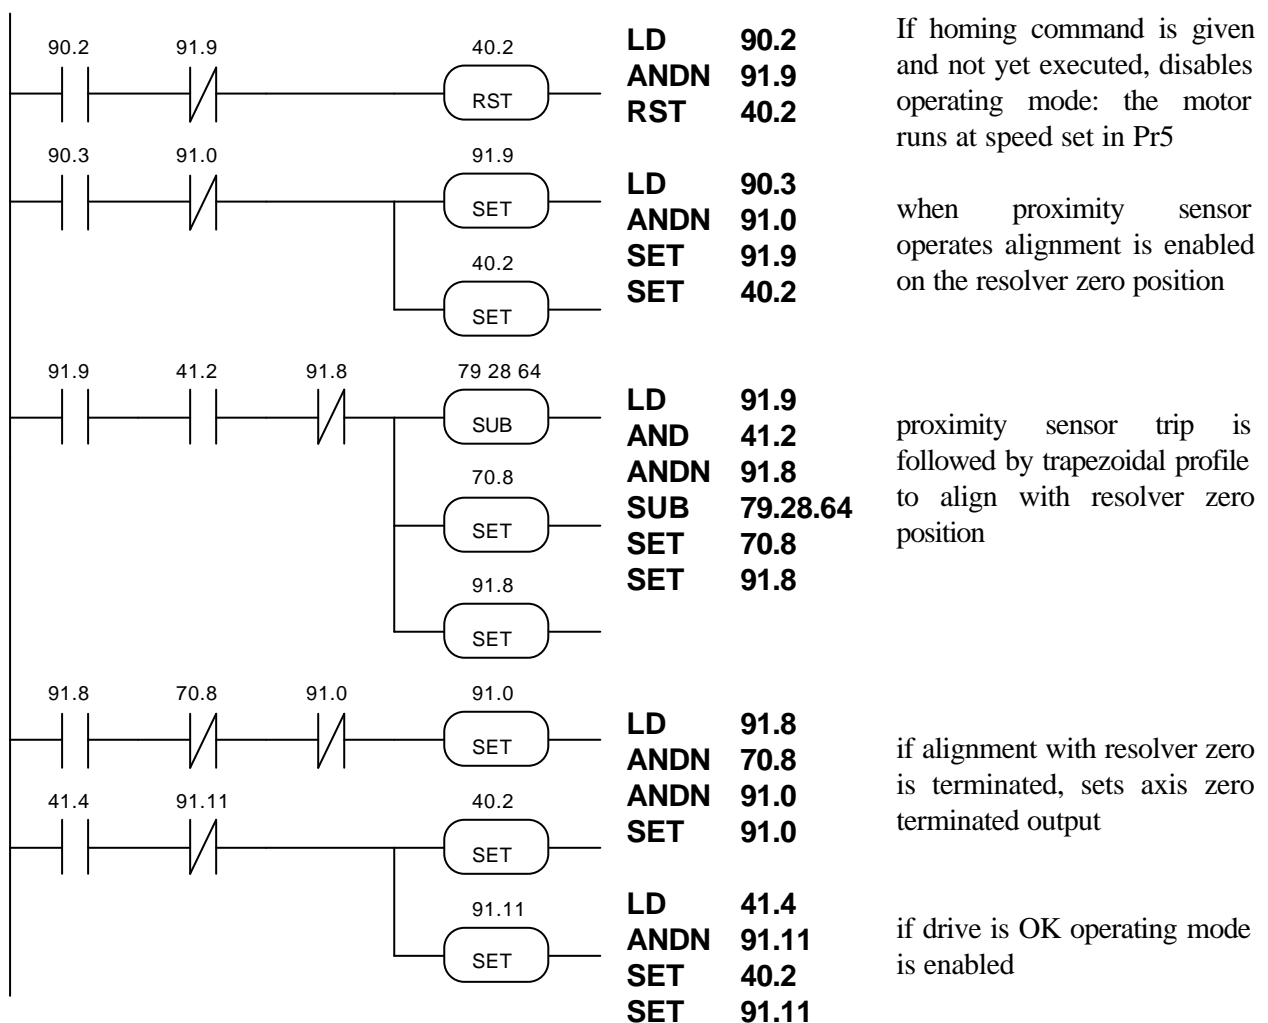 90.2 91.9 40.2
RST
90.3 91.0 91.9
SET
40.2
SET
91.9 41.2 91.8 79 28 64
SUB
70.8
SET
91.8
SET
91.8 70.8 91.0 91.0
SET
41.4 91.11 40.2
SET
91.11
SET
LD 90.2
ANDN 91.9
RST 40.2
LD 90.3
ANDN 91.0
SET 91.9
SET 40.2
LD 91.9
AND 41.2
ANDN 91.8
SUB 79.28.64
SET 70.8
SET 91.8
LD 91.8
ANDN 70.8
ANDN 91.0
SET 91.0
LD 41.4
ANDN 91.11
SET 40.2
SET 91.11
If homing command is given
and not yet executed, disables
operating mode: the motor
runs at speed set in Pr5
when proximity sensor
operates alignment is enabled
on the resolver zero position
proximity sensor trip is
followed by trapezoidal profile
to align with resolver zero
position
if alignment with resolver zero
is terminated, sets axis zero
terminated output
if drive is OK operating mode
is enabled